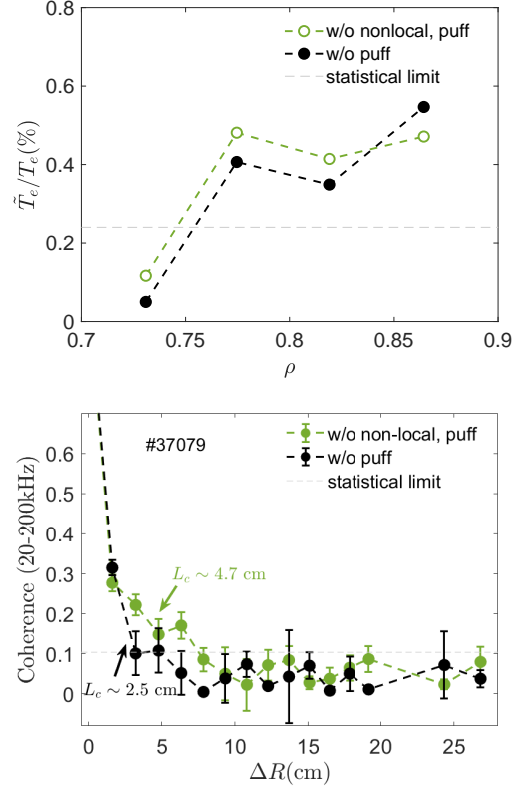 0.8
0.6
0.4
0.2
0
T̃e/Te(%)
w/o nonlocal, puff
w/o puff
statistical limit
0.7 0.75 0.8 0.85 0.9
ρ
#37079
w/o non-local, puff
w/o puff
statistical limit
0.6
0.5
0.4
0.3
0.2
0.1
0
Coherence (20-200kHz)
Lc ∼ 4.7 cm
Lc ∼ 2.5 cm
0 5 10 15 20 25
ΔR(cm)